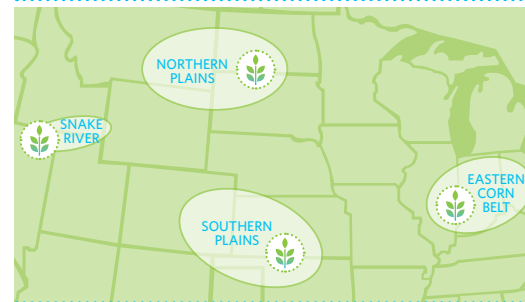 NORTHERN
PLAINS
SNAKE
RIVER
EASTERN
CORN
BELT
SOUTHERN
PLAINS